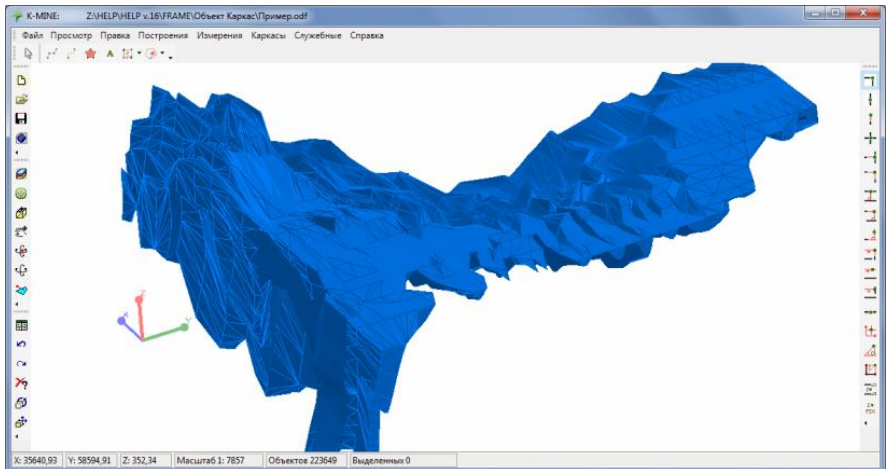 K-MINE: Z:\HELP\HELP v.16\FRAME\Объект Каркас\Пример.odf
Файл Просмотр Правка Построения Измерения Каркасы Служебные Справка
Z
X
Y
X: 35640,93 Y: 58594,91 Z: 352,34 Масштаб 1: 7857 Объектов 223649 Выделенных 0